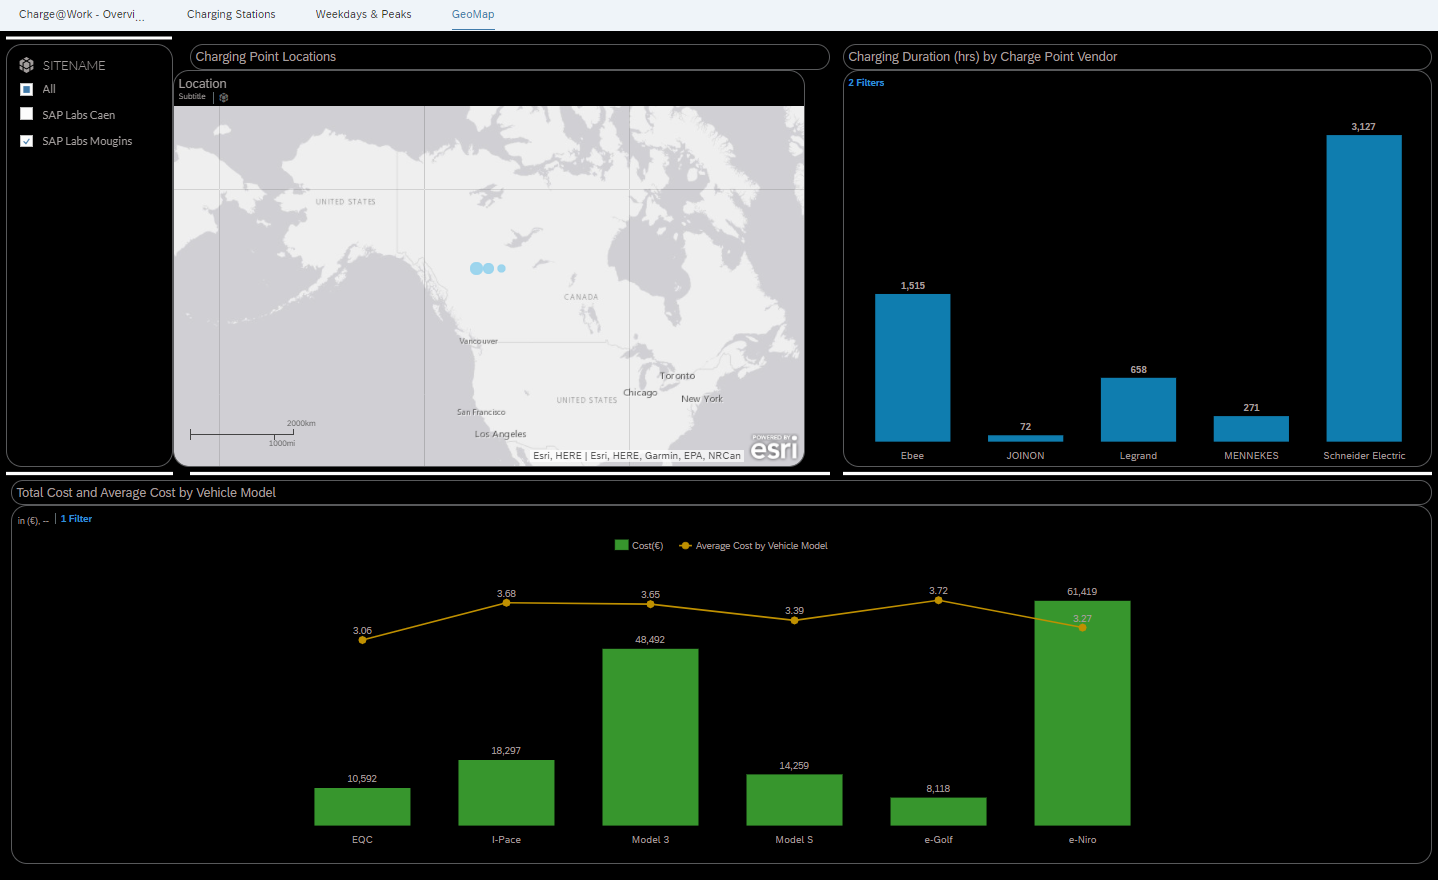 Charge@Work - Overvi...
Charging Stations
Weekdays & Peaks
GeoMap
SITENAME
All
SAP Labs Caen
SAP Labs Mougins
Charging Point Locations
Location
Subtitle
UNITED STATES
CANADA
Vancouver
Toronto
Chicago
New York
UNITED STATES
San Francisco
Los Angeles
2000km
1000mi
POWERED BY
esri
Esri, HERE | Esri, HERE, Garmin, EPA, NRCan
Charging Duration (hrs) by Charge Point Vendor
2 Filters
3,127
1,515
658
271
72
Ebee
JOINON
Legrand
MENNEKES
Schneider Electric
Total Cost and Average Cost by Vehicle Model
in (€), -- | 1 Filter
Cost(€)
Average Cost by Vehicle Model
3.06
3.68
3.65
3.39
3.72
3.27
10,592
18,297
48,492
14,259
8,118
61,419
EQC
I-Pace
Model 3
Model S
e-Golf
e-Niro